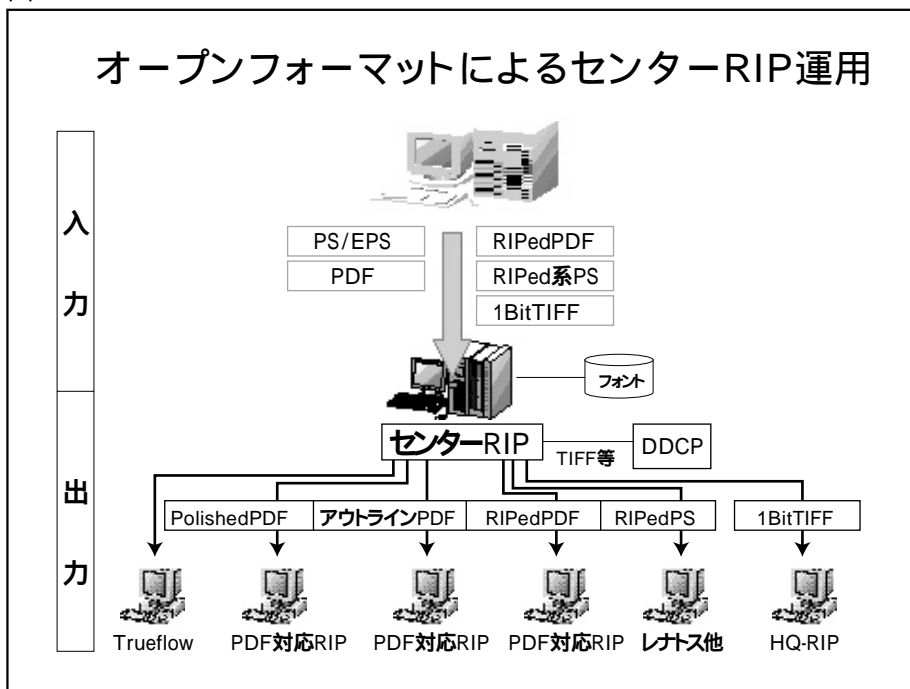 オープンフォーマットによるセンターRIP運用
入力
PS/EPS
RIPedPDF
PDF
RIPed系PS
1BitTIFF
フォント
センターRIP
TIFF等
DDCP
出力
PolishedPDF
アウトラインPDF
RIPedPDF
RIPedPS
1BitTIFF
Trueflow
PDF対応RIP
PDF対応RIP
PDF対応RIP
レナトス他
HQ-RIP